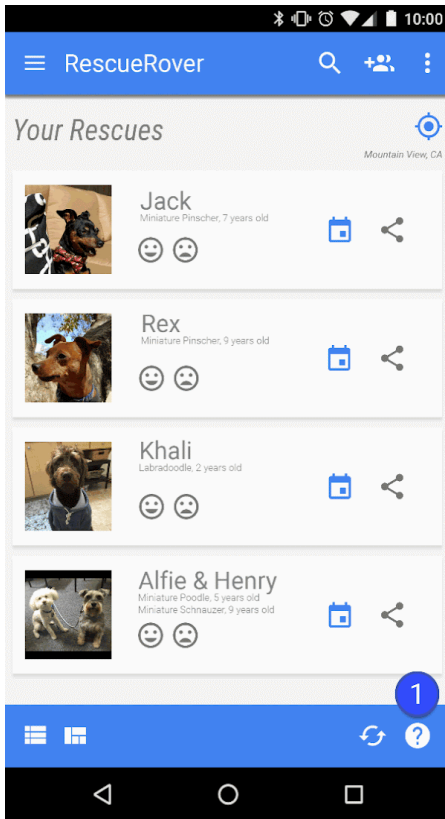 10:00
RescueRover
Your Rescues
Mountain View, CA
Jack
Miniature Pinscher, 7 years old
Rex
Miniature Pinscher, 9 years old
Khali
Labradoodle, 2 years old
Alfie & Henry
Miniature Poodle, 5 years old
Miniature Schnauzer, 9 years old
1